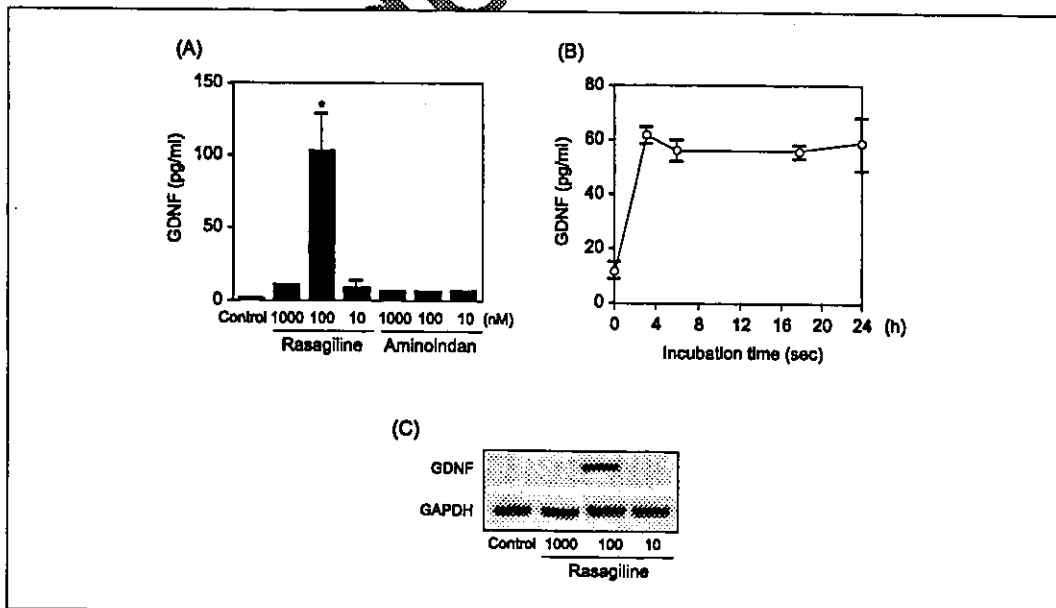 (A)
150
100
50
0
GDNF (pg/ml)
*
Control 1000 100 10 1000 100 10 (nM)
Rasagiline Aminoindan
(B)
80
60
40
20
0
GDNF (pg/ml)
0 4 8 12 16 20 24 (h)
Incubation time (sec)
(C)
GDNF
GAPDH
Control 1000 100 10
Rasagiline